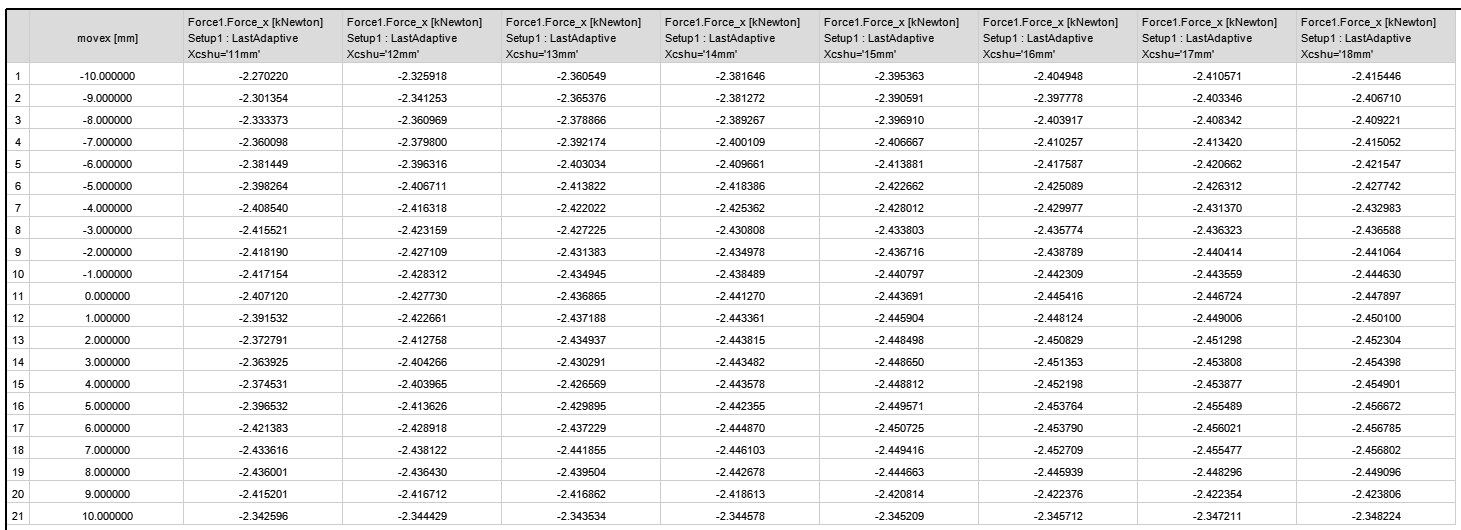 movex [mm] Force1.Force_x [kNewton] Force1.Force_x [kNewton] Force1.Force_x [kNewton] Force1.Force_x [kNewton] Force1.Force_x [kNewton] Force1.Force_x [kNewton] Force1.Force_x [kNewton] Force1.Force_x [kNewton]
Setup1 : LastAdaptive Setup1 : LastAdaptive Setup1 : LastAdaptive Setup1 : LastAdaptive Setup1 : LastAdaptive Setup1 : LastAdaptive Setup1 : LastAdaptive Setup1 : LastAdaptive
Xcshu='11mm' Xcshu='12mm' Xcshu='13mm' Xcshu='14mm' Xcshu='15mm' Xcshu='16mm' Xcshu='17mm' Xcshu='18mm'
1 -10.000000 -2.270220 -2.325918 -2.360549 -2.381646 -2.395363 -2.404948 -2.410571 -2.415446
2 -9.000000 -2.301354 -2.341253 -2.365376 -2.381272 -2.390591 -2.397778 -2.403346 -2.406710
3 -8.000000 -2.333373 -2.360969 -2.378866 -2.389267 -2.396910 -2.403917 -2.408342 -2.409221
4 -7.000000 -2.360098 -2.379800 -2.392174 -2.400109 -2.406667 -2.410257 -2.413420 -2.415052
5 -6.000000 -2.381449 -2.396316 -2.403034 -2.409661 -2.413881 -2.417587 -2.420662 -2.421547
6 -5.000000 -2.398264 -2.406711 -2.413822 -2.418386 -2.422662 -2.425089 -2.426312 -2.427742
7 -4.000000 -2.408540 -2.416318 -2.422022 -2.425362 -2.428012 -2.429977 -2.431370 -2.432983
8 -3.000000 -2.415521 -2.423159 -2.427225 -2.430808 -2.433803 -2.435774 -2.436323 -2.436588
9 -2.000000 -2.418190 -2.427109 -2.431383 -2.434978 -2.436716 -2.438789 -2.440414 -2.441064
10 -1.000000 -2.417154 -2.428312 -2.434945 -2.438489 -2.440797 -2.442309 -2.443559 -2.444630
11 0.000000 -2.407120 -2.427730 -2.436865 -2.441270 -2.443691 -2.445416 -2.446724 -2.447897
12 1.000000 -2.391532 -2.422661 -2.437188 -2.443361 -2.445904 -2.448124 -2.449006 -2.450100
13 2.000000 -2.372791 -2.412758 -2.434937 -2.443815 -2.448498 -2.450829 -2.451298 -2.452304
14 3.000000 -2.363925 -2.404266 -2.430291 -2.443482 -2.448650 -2.451353 -2.453808 -2.454398
15 4.000000 -2.374531 -2.403965 -2.426569 -2.443578 -2.448812 -2.452198 -2.453877 -2.454901
16 5.000000 -2.396532 -2.413626 -2.429895 -2.442355 -2.449571 -2.453764 -2.455489 -2.456672
17 6.000000 -2.421383 -2.428918 -2.437229 -2.444870 -2.450725 -2.453790 -2.456021 -2.456785
18 7.000000 -2.433616 -2.438122 -2.441855 -2.446103 -2.449416 -2.452709 -2.455477 -2.456802
19 8.000000 -2.436001 -2.436430 -2.439504 -2.442678 -2.444663 -2.445939 -2.448296 -2.449096
20 9.000000 -2.415201 -2.416712 -2.416862 -2.418613 -2.420814 -2.422376 -2.422354 -2.423806
21 10.000000 -2.342596 -2.344429 -2.343534 -2.344578 -2.345209 -2.345712 -2.347211 -2.348224